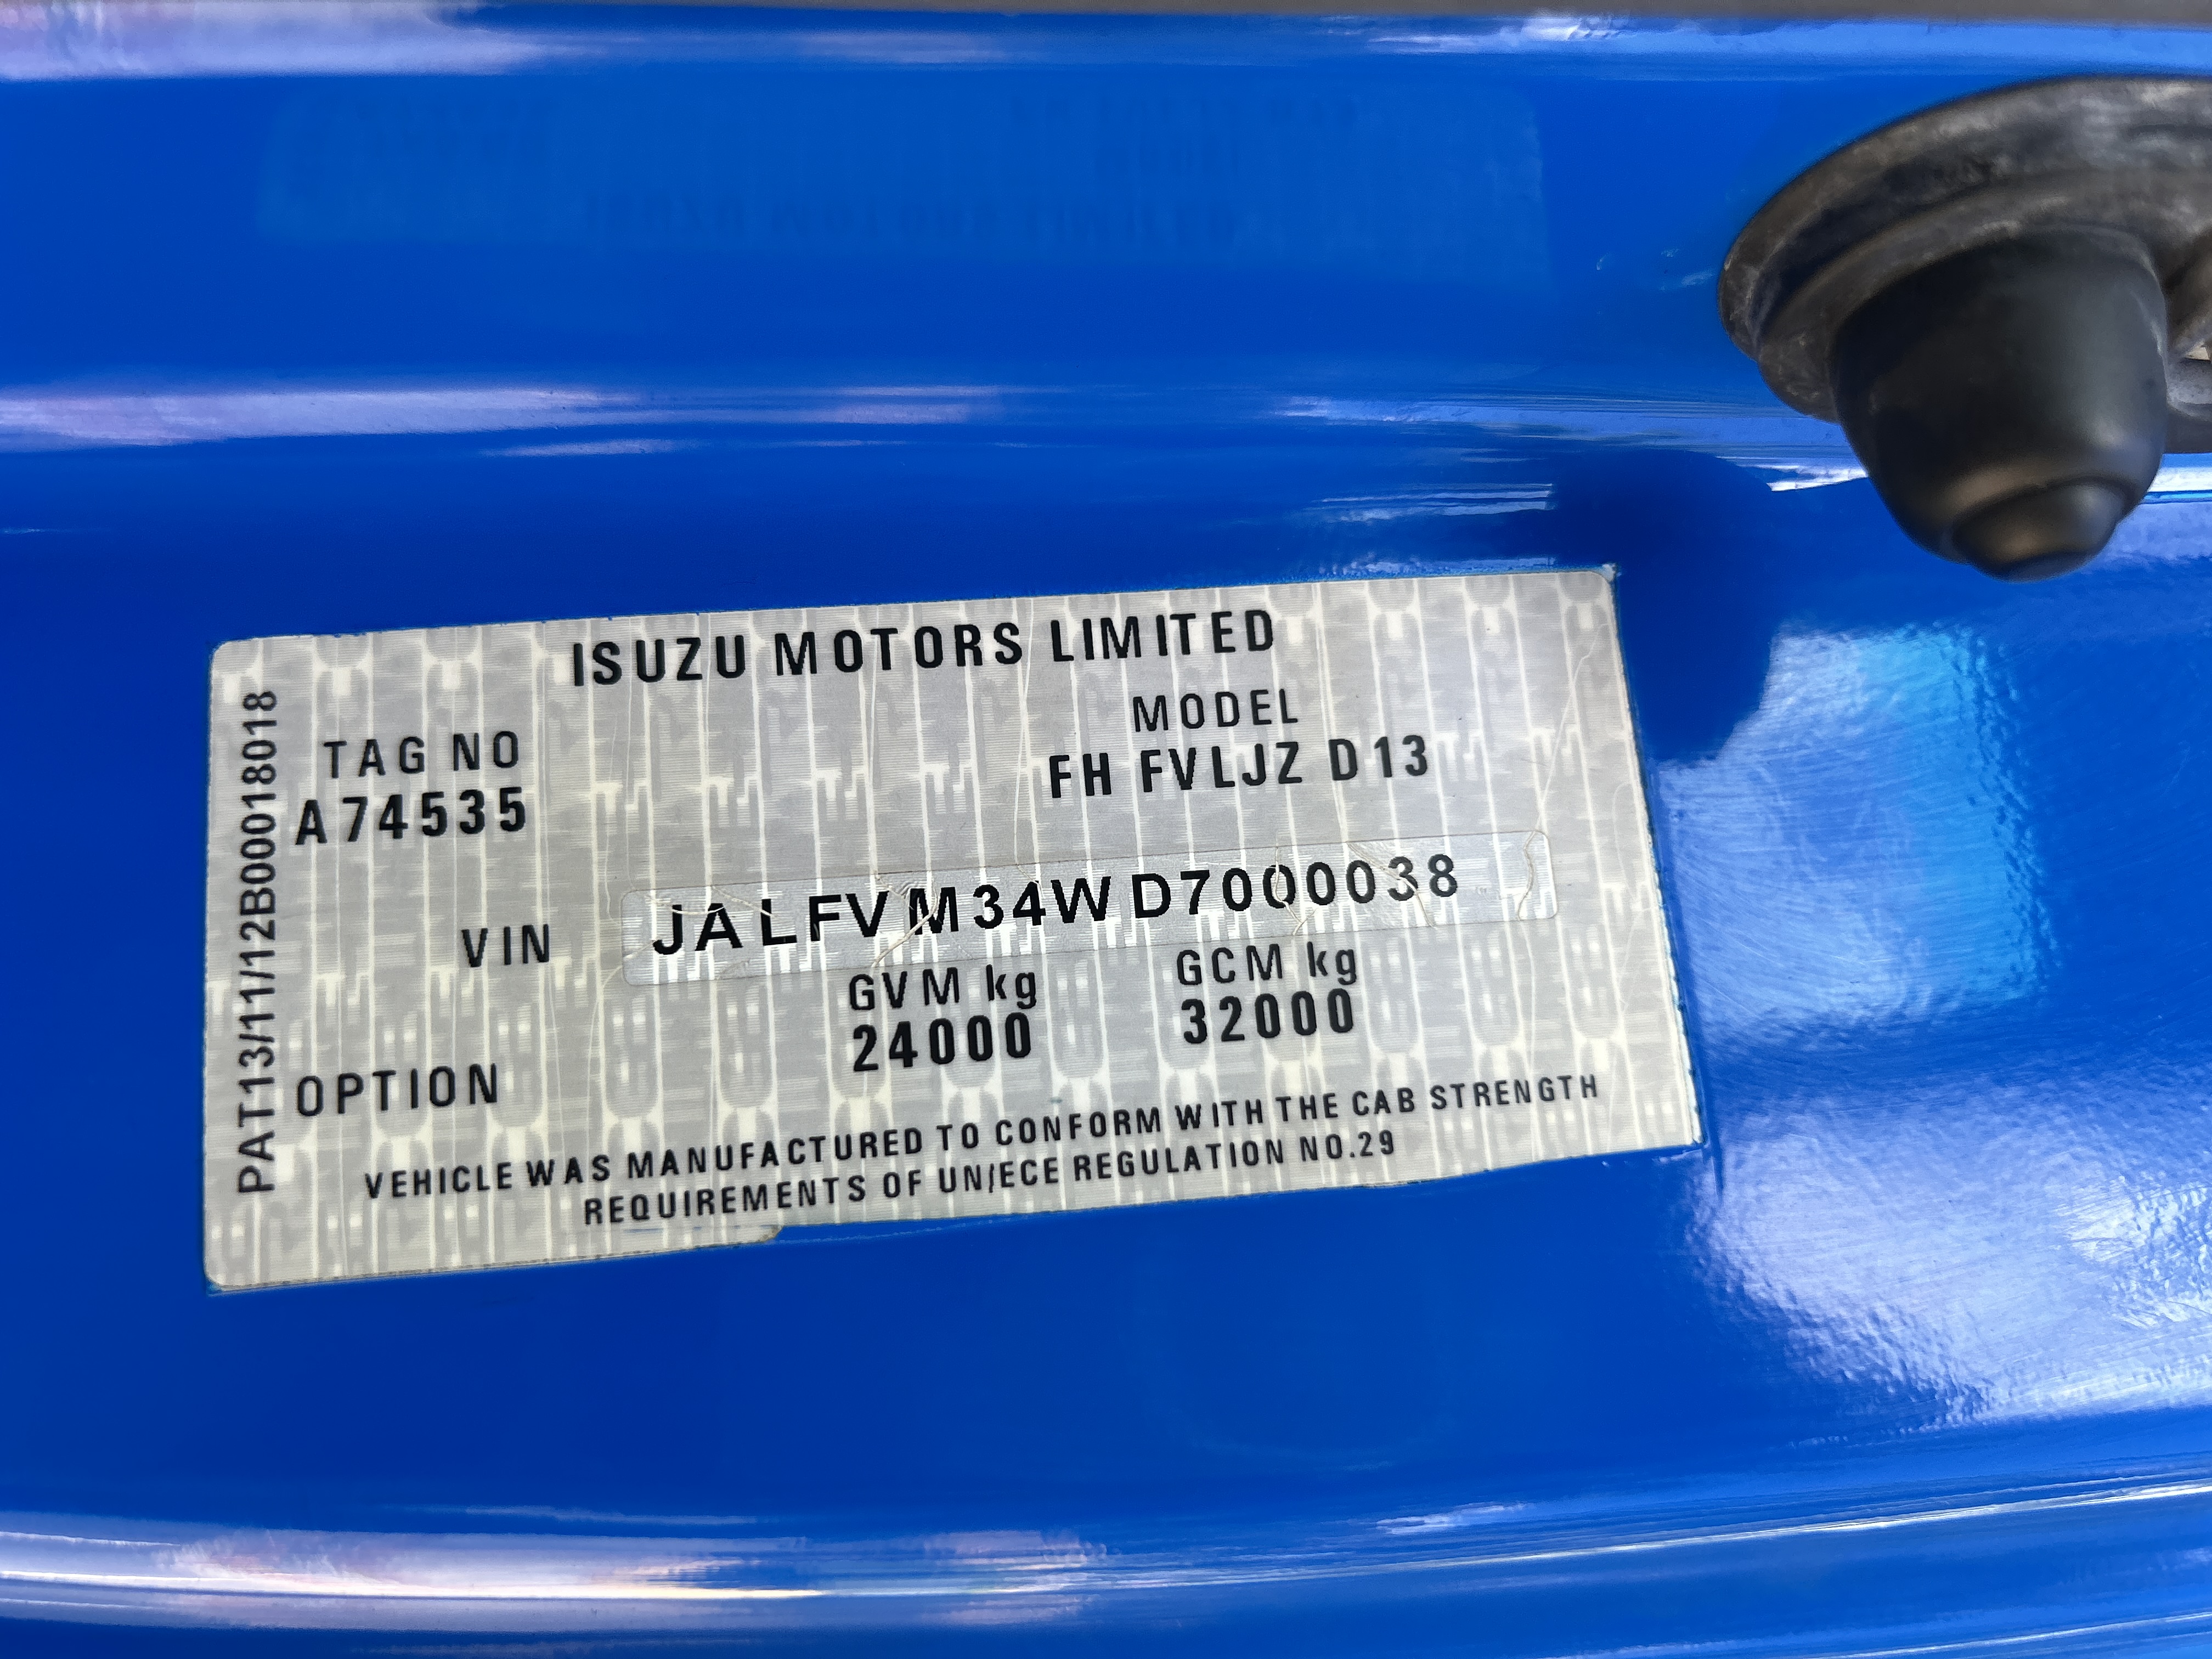 ISUZU MOTORS LIMITED
TAG NO
A74535
MODEL
FH FVLJZ D13
VIN JALFVM34WD7000038
GVM kg
24000
GCM kg
32000
OPTION
VEHICLE WAS MANUFACTURED TO CONFORM WITH THE CAB STRENGTH
REQUIREMENTS OF UN/ECE REGULATION NO.29
PAT13/11/12B00018018